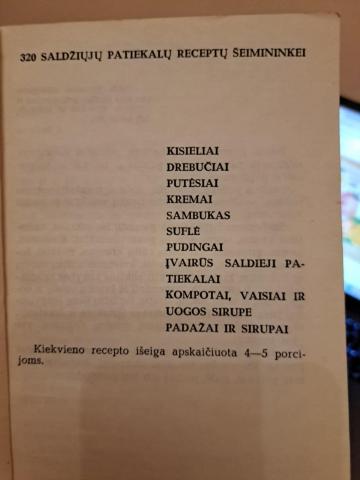 320 SALDŽIŲJŲ PATIEKALŲ RECEPTŲ ŠEIMININKEI
KISIELIAI
DREBUČIAI
PUTĖSIAI
KREMAI
SAMBUKAS
SUFLĖ
PUDINGAI
ĮVAIRŪS SALDIEJI PA-
TIEKALAI
KOMPOTAI, VAISIAI IR
UOGOS SIRUPE
PADAŽAI IR SIRUPAI
Kiekvieno recepto išeiga apskaičiuota 4—5 porci-
joms.